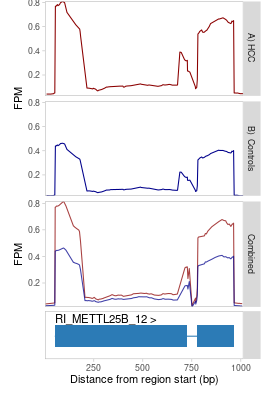 0.8
0.6
0.4
0.2
FPM
A) HCC
0.8
0.6
0.4
0.2
B) Controls
0.8
0.6
0.4
0.2
FPM
Combined
RI_METTL25B_12 >
250
500
750
1000
Distance from region start (bp)